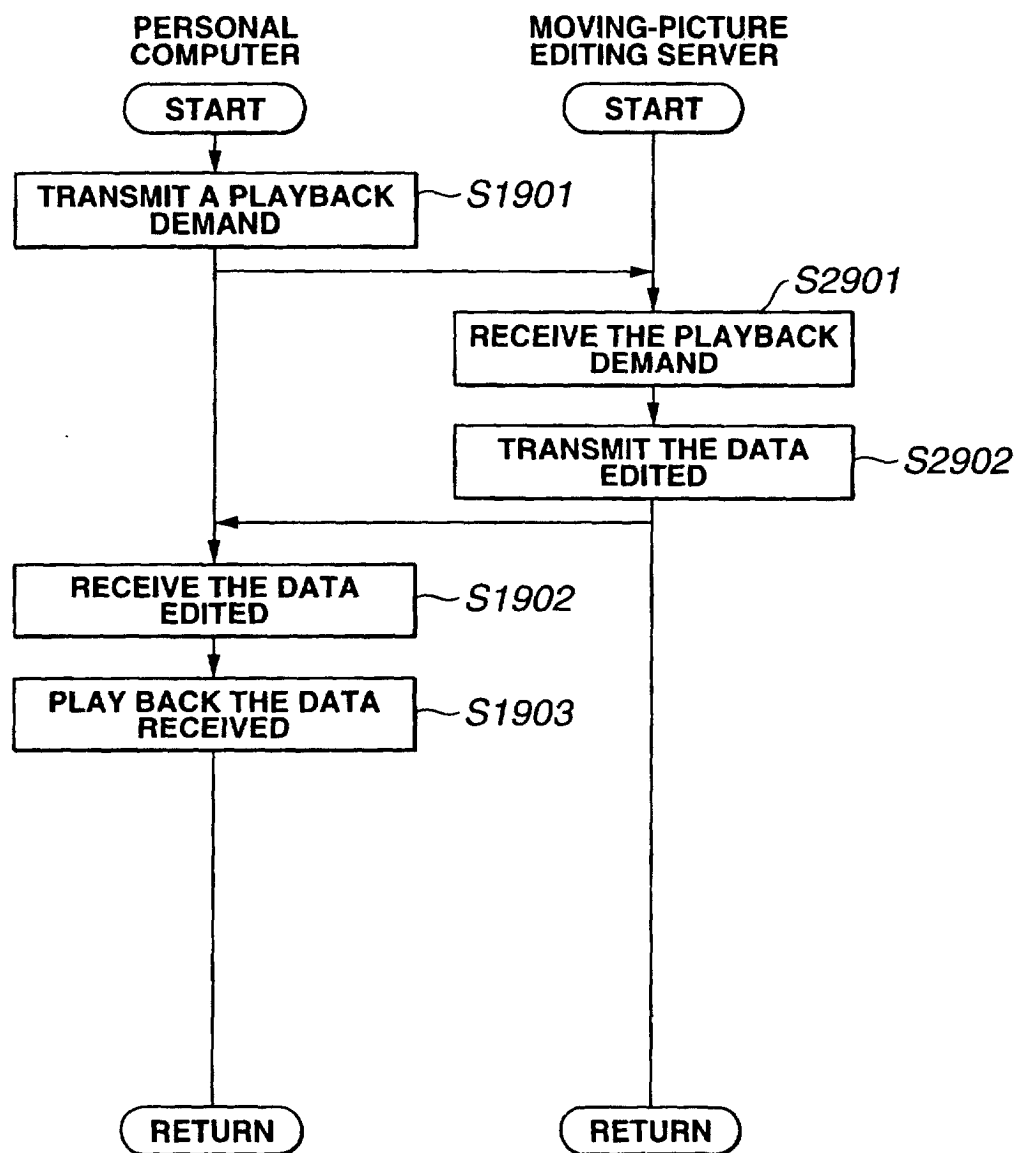 PERSONAL
COMPUTER
MOVING-PICTURE
EDITING SERVER
START
START
TRANSMIT A PLAYBACK
DEMAND
S1901
S2901
RECEIVE THE PLAYBACK
DEMAND
TRANSMIT THE DATA
EDITED
S2902
RECEIVE THE DATA
EDITED
S1902
PLAY BACK THE DATA
RECEIVED
S1903
RETURN
RETURN